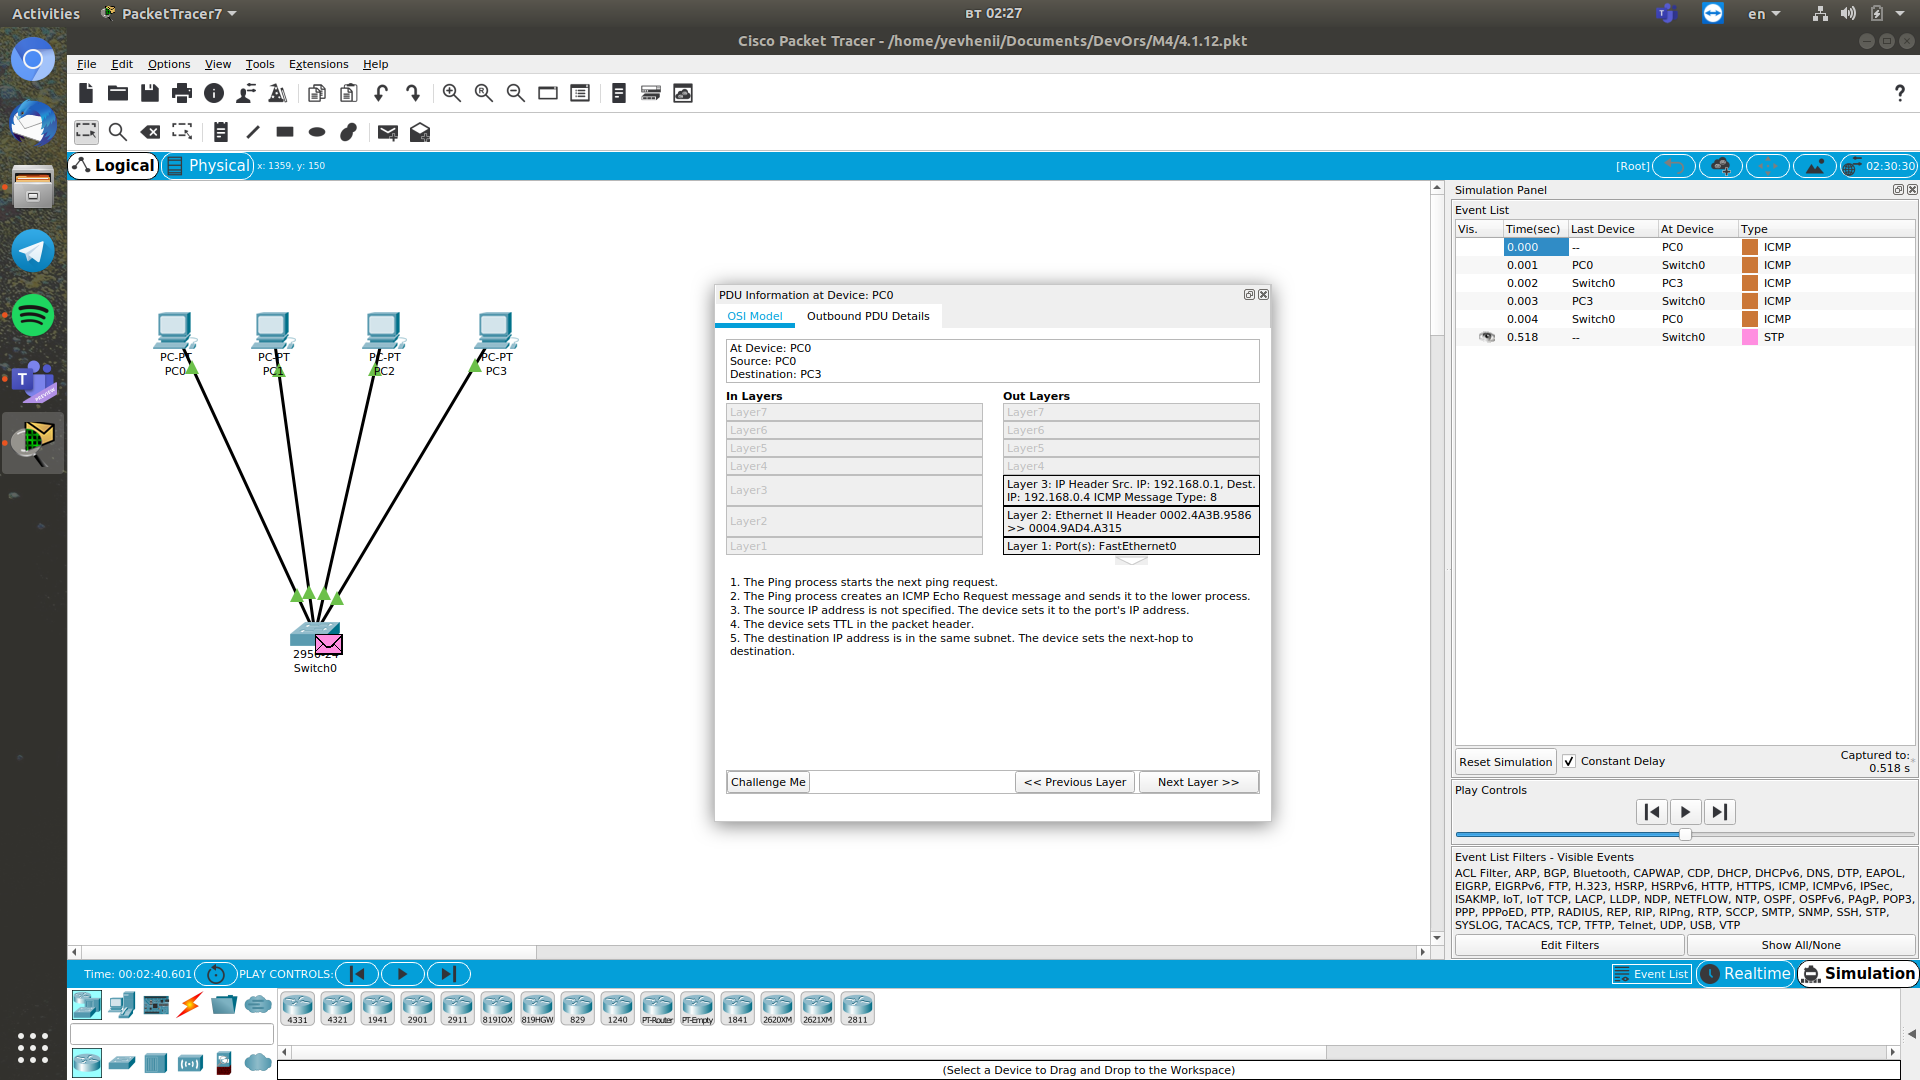 Activities
PacketTracer7
вт 02:27
en
Cisco Packet Tracer - /home/yevhenii/Documents/DevOrs/M4/4.1.12.pkt
File Edit Options View Tools Extensions Help
?
Logical
Physical
x: 1359, y: 150
[Root]
02:30:30
PC-PT
PC0
PC-PT
PC1
PC-PT
PC2
PC-PT
PC3
Switch0
PDU Information at Device: PC0
OSI Model
Outbound PDU Details
At Device: PC0
Source: PC0
Destination: PC3
In Layers
Layer7
Layer6
Layer5
Layer4
Layer3
Layer2
Layer1
Out Layers
Layer7
Layer6
Layer5
Layer4
Layer 3: IP Header Src. IP: 192.168.0.1, Dest.
IP: 192.168.0.4 ICMP Message Type: 8
Layer 2: Ethernet II Header 0002.4A3B.9586
>> 0004.9AD4.A315
Layer 1: Port(s): FastEthernet0
1. The Ping process starts the next ping request.
2. The Ping process creates an ICMP Echo Request message and sends it to the lower process.
3. The source IP address is not specified. The device sets it to the port's IP address.
4. The device sets TTL in the packet header.
5. The destination IP address is in the same subnet. The device sets the next-hop to
destination.
Challenge Me
<< Previous Layer
Next Layer >>
Simulation Panel
Event List
Vis. Time(sec) Last Device At Device Type
0.000 -- PC0 ICMP
0.001 PC0 Switch0 ICMP
0.002 Switch0 PC3 ICMP
0.003 PC3 Switch0 ICMP
0.004 Switch0 PC0 ICMP
0.518 -- Switch0 STP
Reset Simulation
Constant Delay
Captured to:
0.518 s
Play Controls
Event List Filters - Visible Events
ACL Filter, ARP, BGP, Bluetooth, CAPWAP, CDP, DHCP, DHCPv6, DNS, DTP, EAPOL,
EIGRP, EIGRPv6, FTP, H.323, HSRP, HSRPv6, HTTP, HTTPS, ICMP, ICMPv6, IPSec,
ISAKMP, IoT, IoT TCP, LACP, LLDP, NDP, NETFLOW, NTP, OSPF, OSPFv6, PAgP, POP3,
PPP, PPPoED, PTP, RADIUS, REP, RIP, RIPng, RTP, SCCP, SMTP, SNMP, SSH, STP,
SYSLOG, TACACS, TCP, TFTP, Telnet, UDP, USB, VTP
Edit Filters
Show All/None
Time: 00:02:40.601
PLAY CONTROLS:
Event List
Realtime
Simulation
4331 4321 1941 2901 2911 819IOX 819HGW 829 1240 PT-Router PT-Empty 1841 2620XM 2621XM 2811
(Select a Device to Drag and Drop to the Workspace)